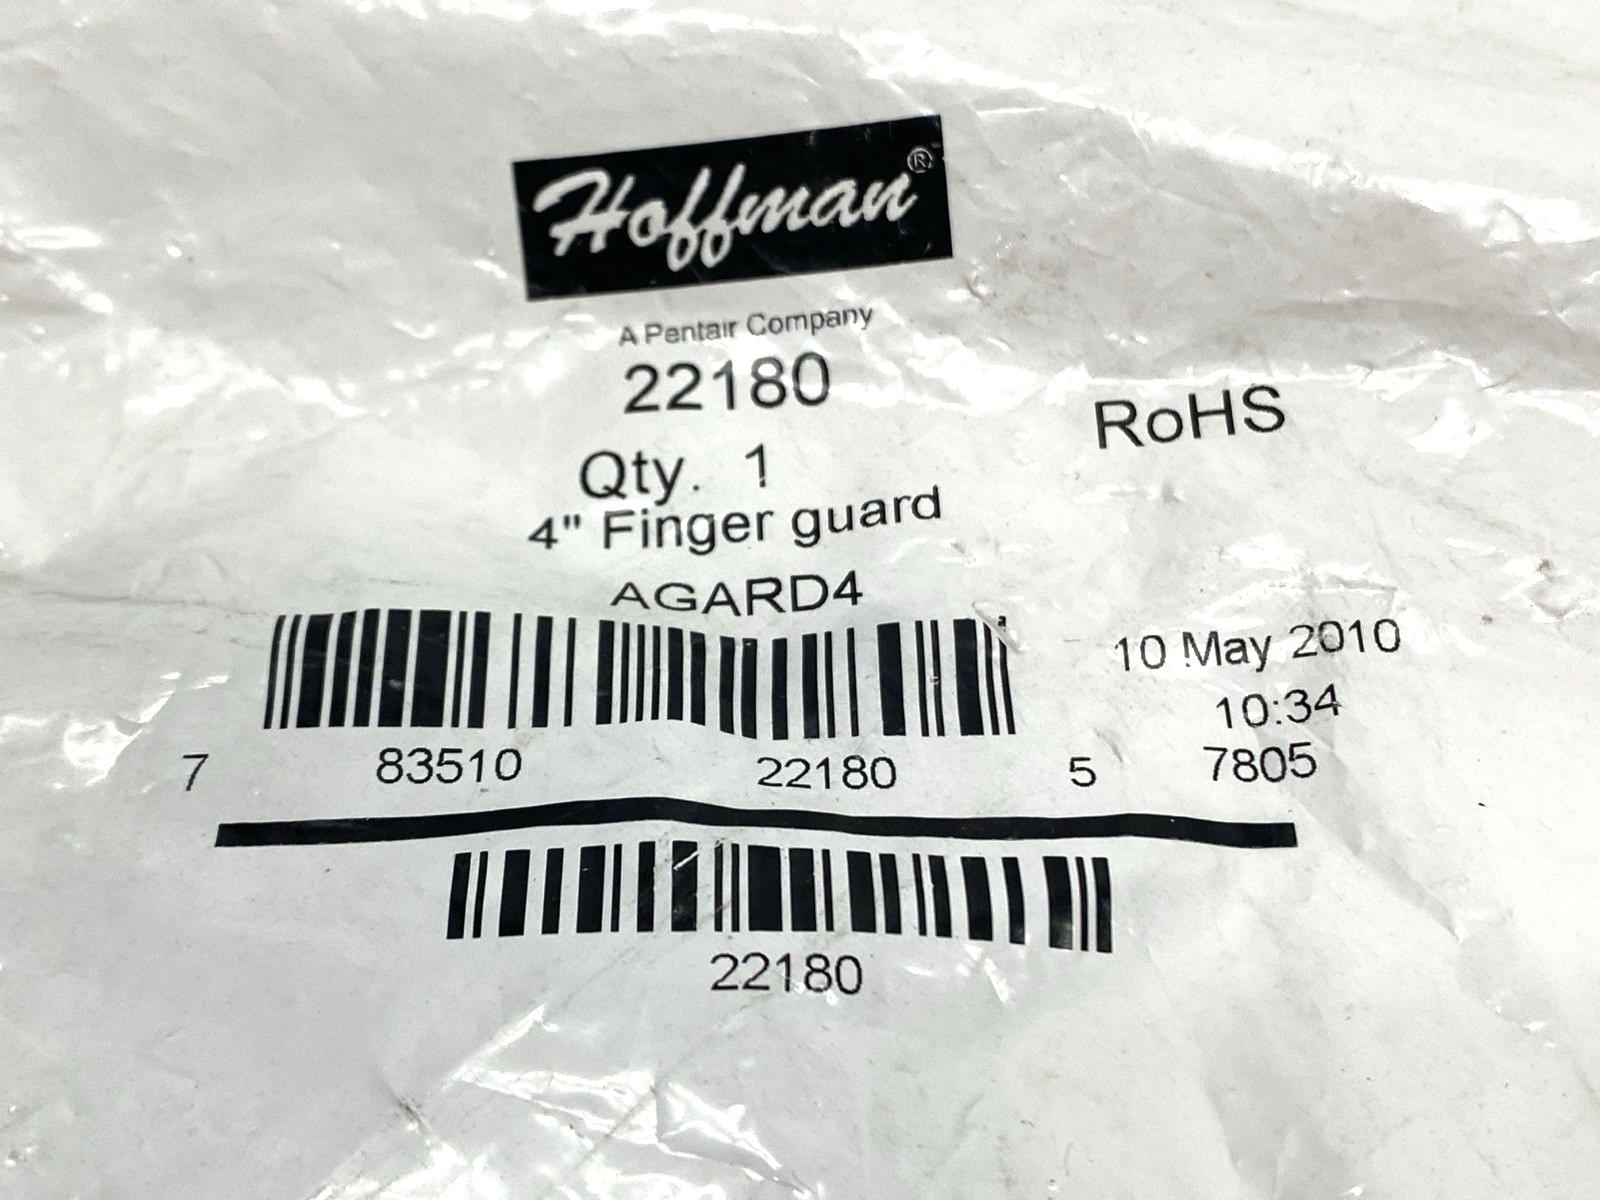 Hoffman®
A Pentair Company
22180
RoHS
Qty. 1
4" Finger guard
AGARD4
10 May 2010
10:34
7 83510 22180 5
7805
22180